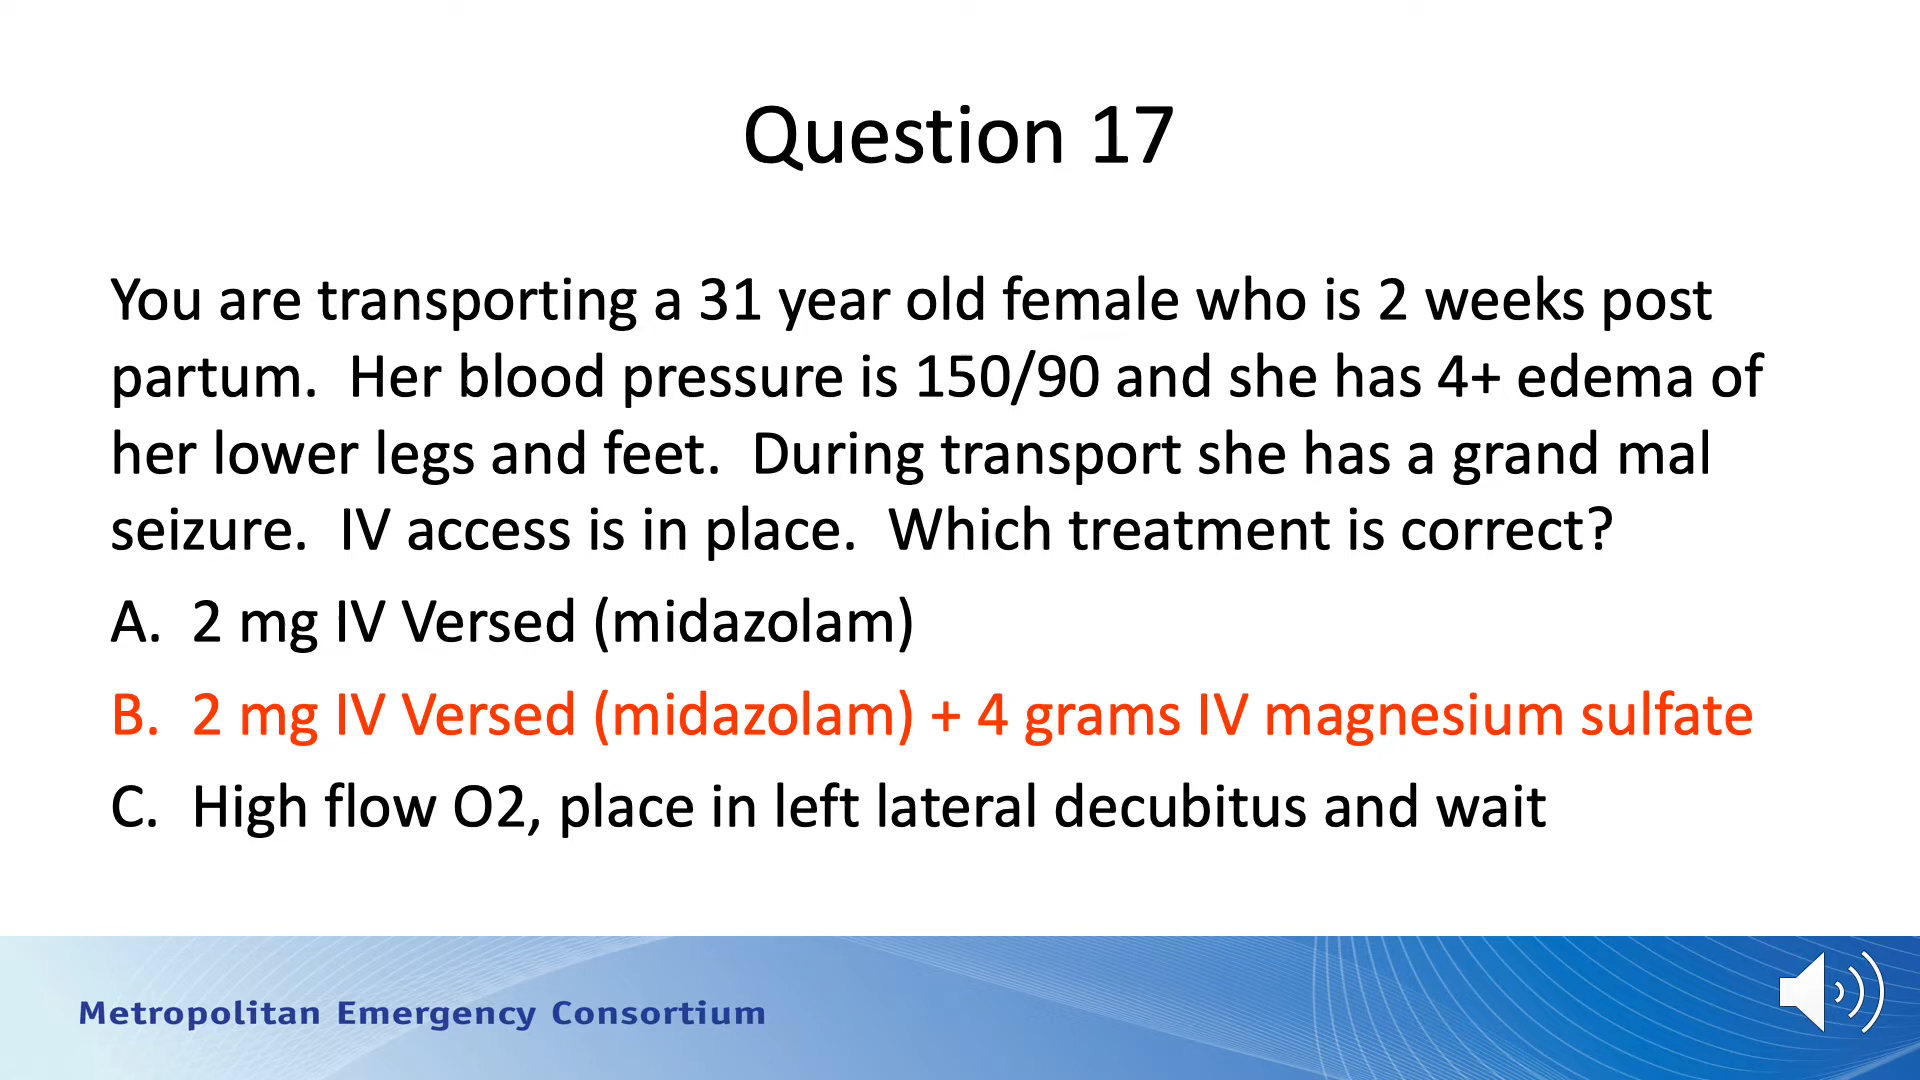 Question 17
You are transporting a 31 year old female who is 2 weeks post
partum.  Her blood pressure is 150/90 and she has 4+ edema of
her lower legs and feet.  During transport she has a grand mal
seizure.  IV access is in place.  Which treatment is correct?
A.  2 mg IV Versed (midazolam)
B.  2 mg IV Versed (midazolam) + 4 grams IV magnesium sulfate
C.  High flow O2, place in left lateral decubitus and wait
Metropolitan Emergency Consortium